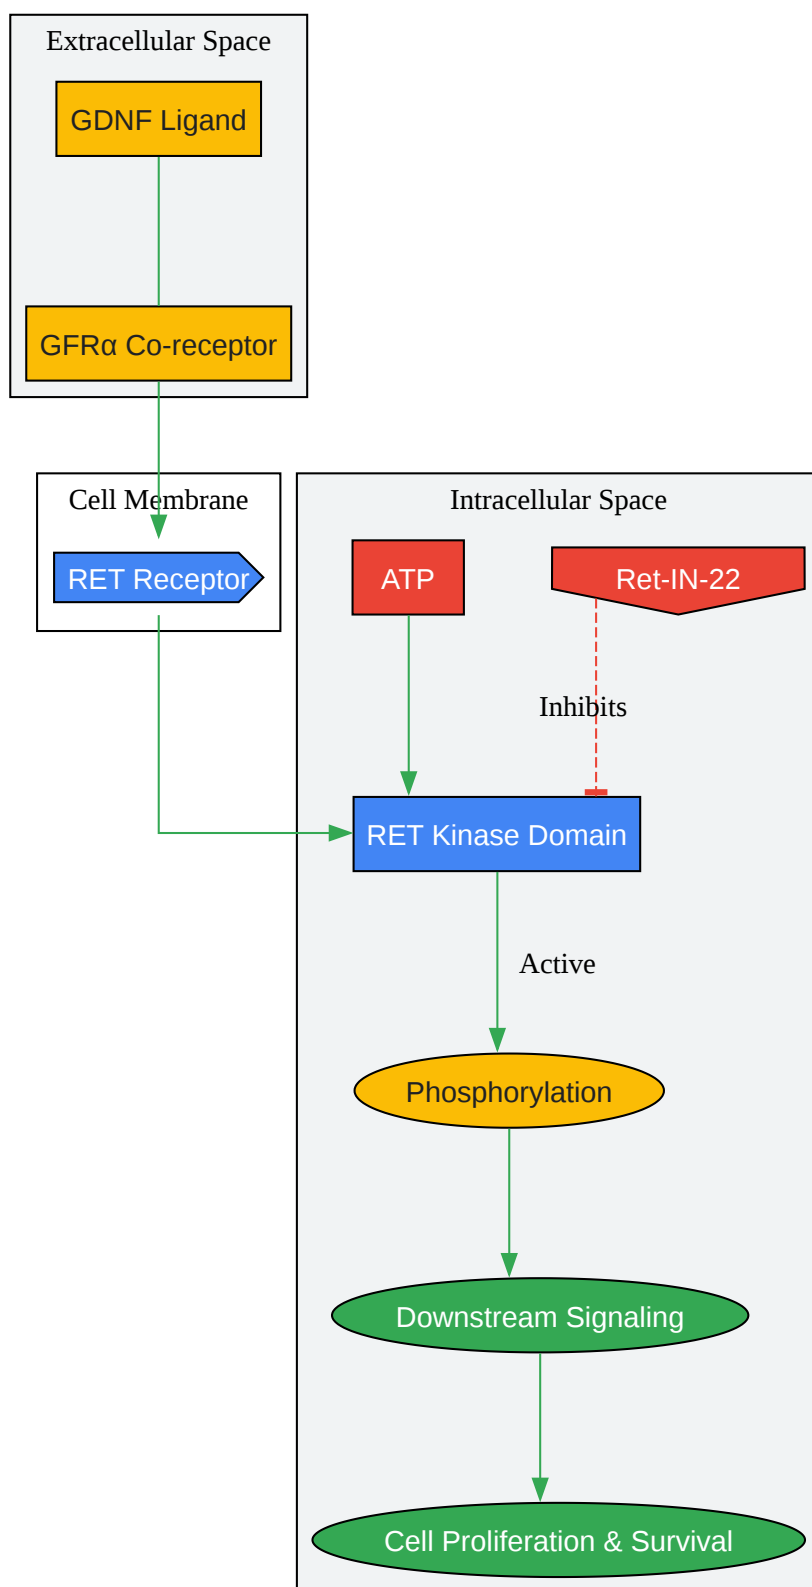 Extracellular Space
GDNF Ligand
GFRα Co-receptor
Cell Membrane
RET Receptor
Intracellular Space
ATP
Ret-IN-22
Inhibits
RET Kinase Domain
Active
Phosphorylation
Downstream Signaling
Cell Proliferation & Survival